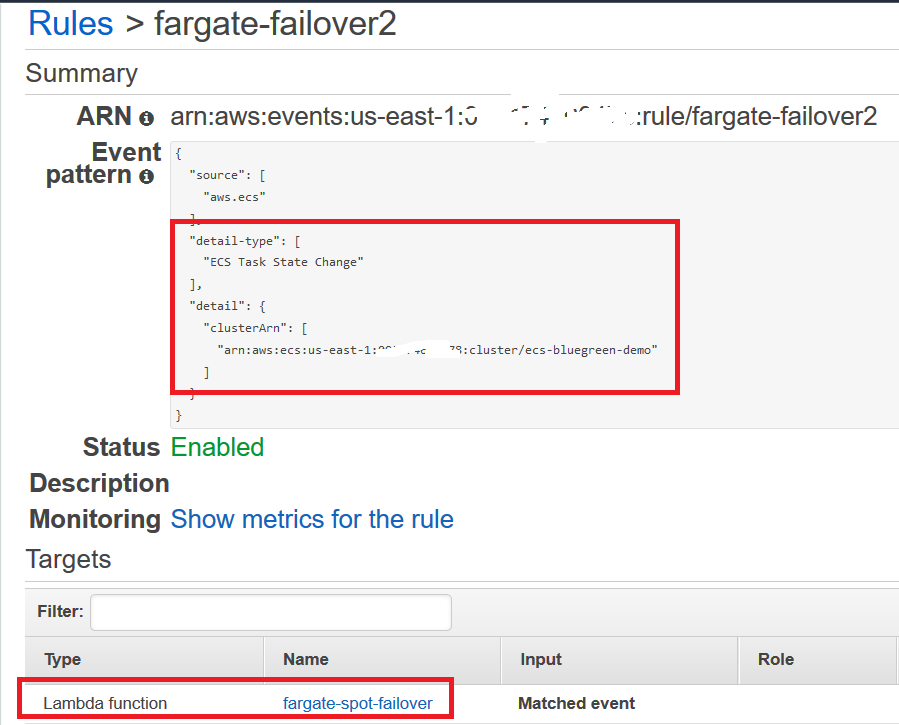 Rules > fargate-failover2
Summary
ARN arn:aws:events:us-east-1: :rule/fargate-failover2
Event pattern
{
"source": [
"aws.ecs"
],
"detail-type": [
"ECS Task State Change"
],
"detail": {
"clusterArn": [
"arn:aws:ecs:us-east-1: 78:cluster/ecs-bluegreen-demo"
]
}
}
Status Enabled
Description
Monitoring Show metrics for the rule
Targets
Filter:
Type Name Input Role
Lambda function fargate-spot-failover Matched event